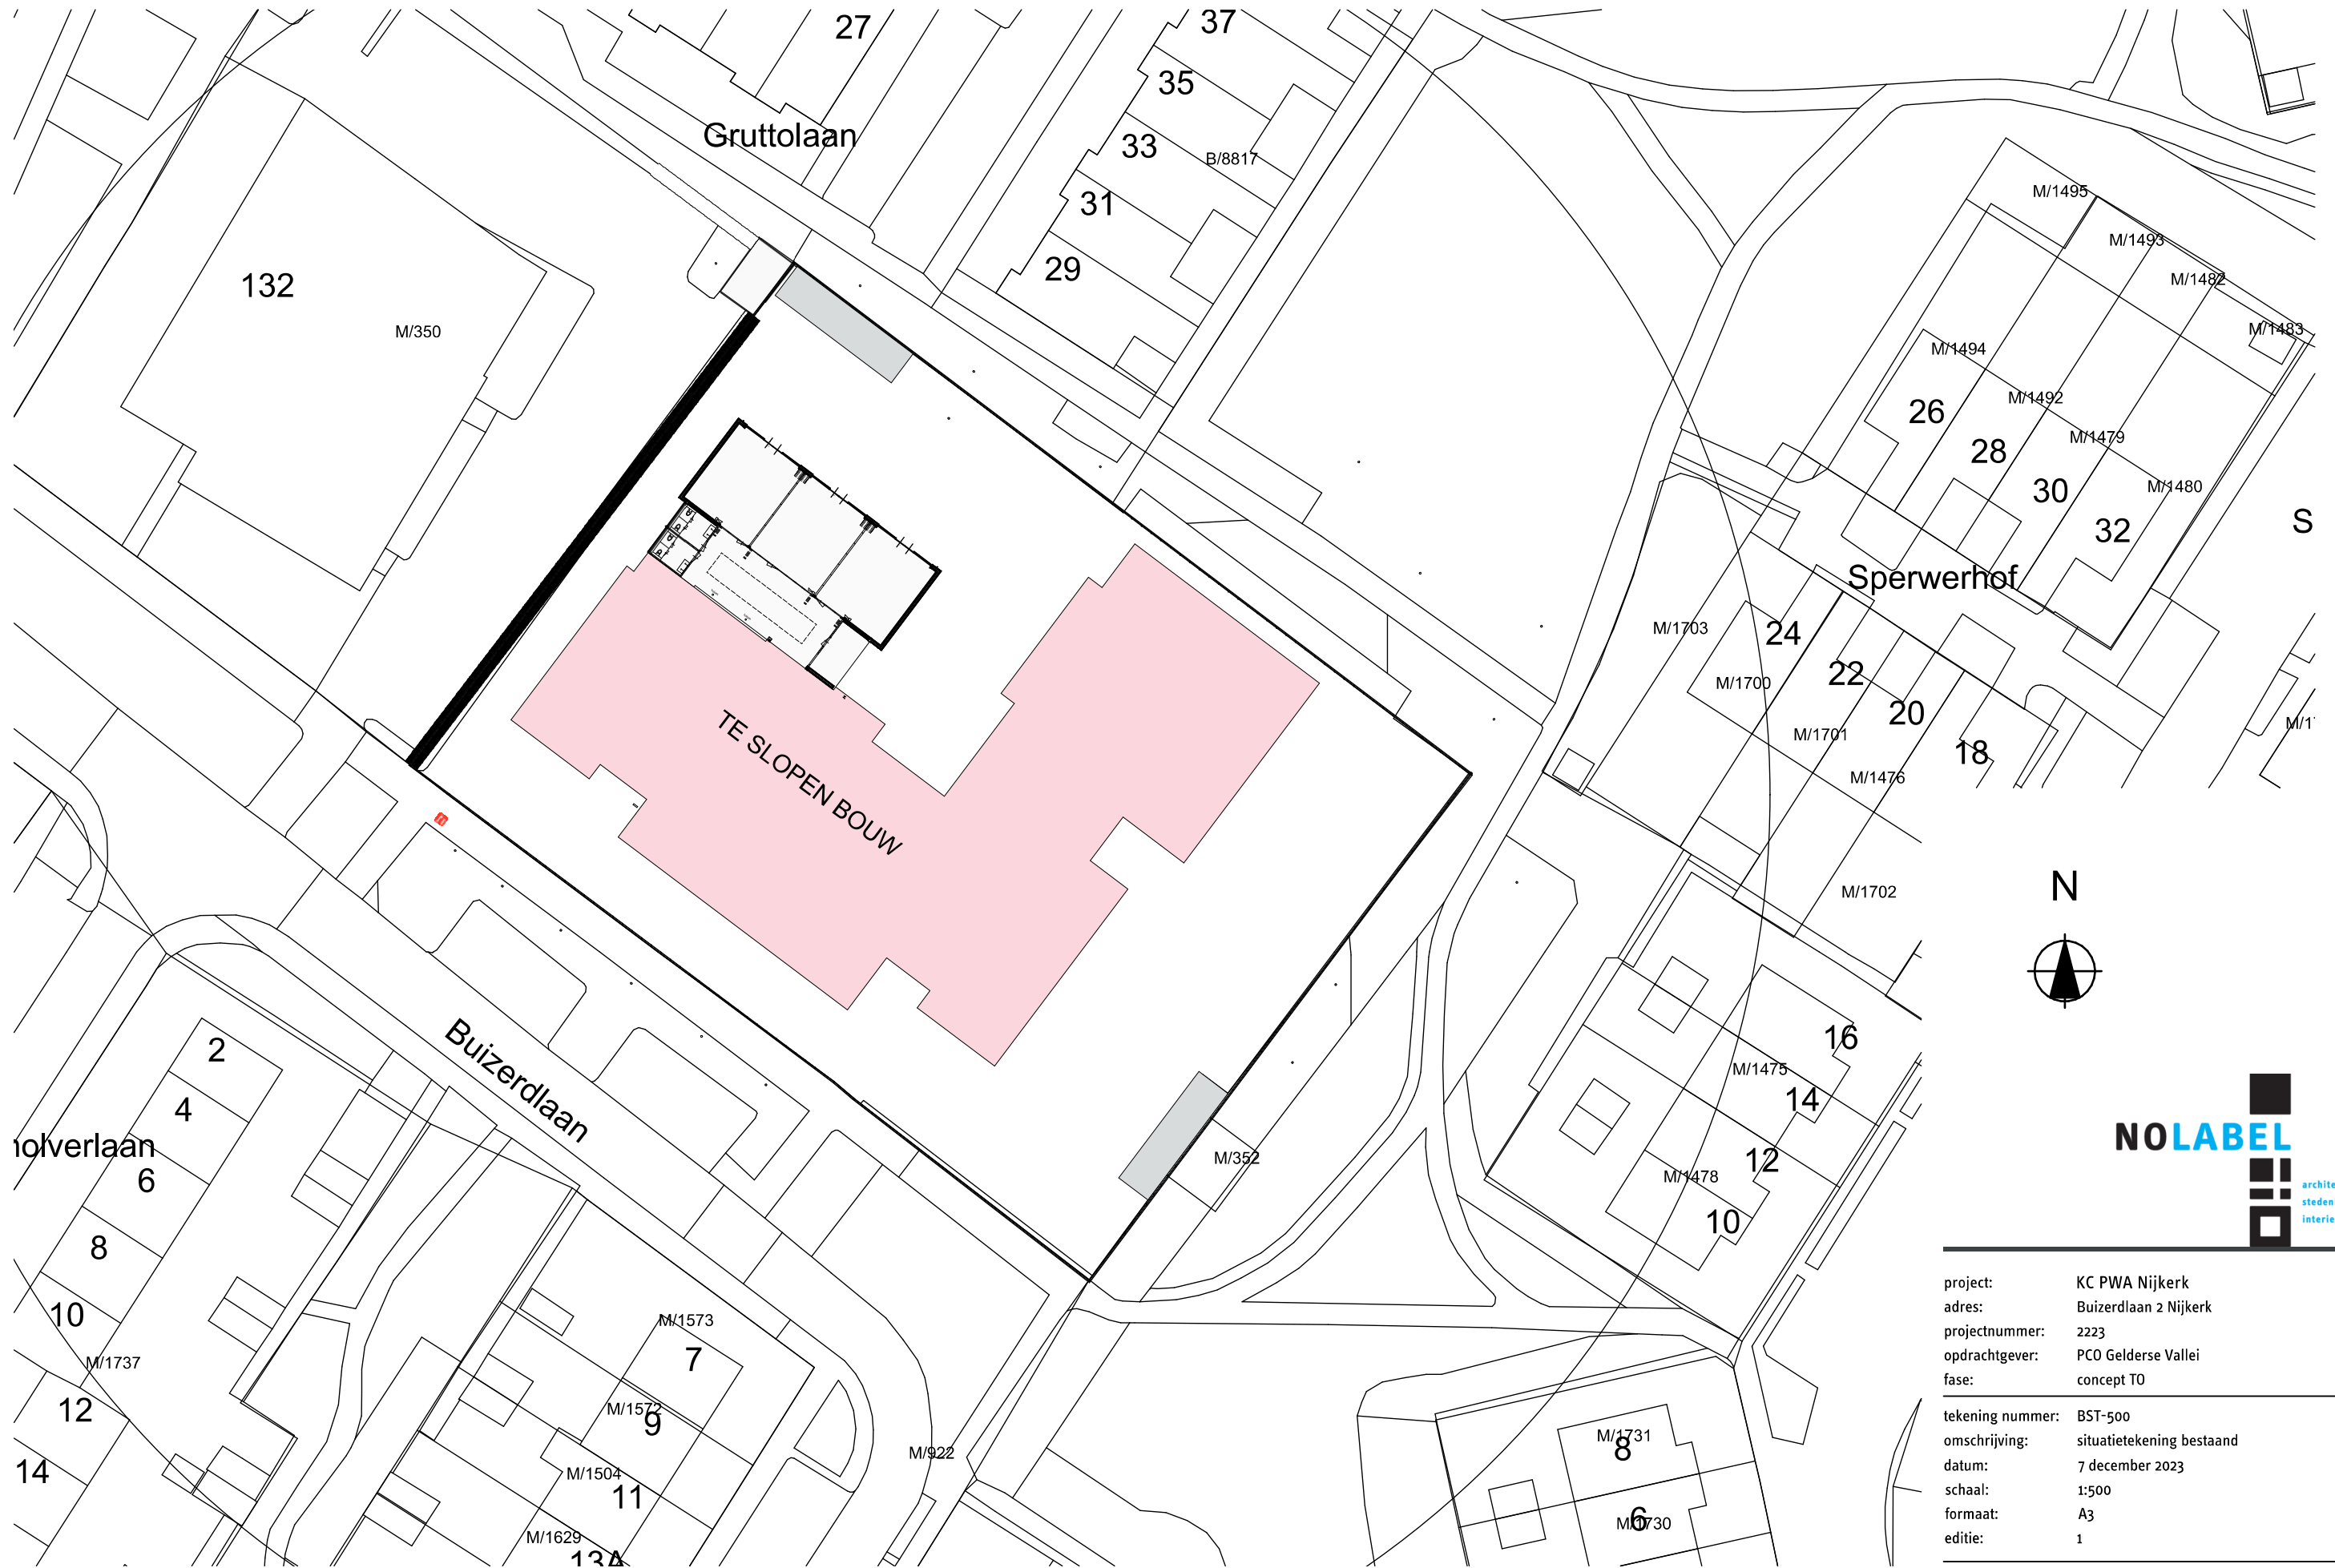 27
37
35
33
31
29
Gruttolaan
B/8817
132
M/350
M/1495
M/1493
M/1482
M/1483
M/1494
M/1492
M/1479
M/1480
26
28
30
32
S
Sperwerhof
M/1703
24
M/1700
22
M/1701
20
M/1476
18
M/1702
TE SLOPEN BOUW
N
Buizerdlaan
2
4
6
8
10
12
14
M/1737
16
M/1475
14
12
M/1478
10
M/352
M/1573
7
M/1572
9
M/1504
11
M/1629
13A
M/922
M/1731
8
6
M/1730
NOLABEL
project: KC PWA Nijkerk
adres: Buizerdlaan 2 Nijkerk
projectnummer: 2223
opdrachtgever: PCO Gelderse Vallei
fase: concept TO
tekening nummer: BST-500
omschrijving: situatietekening bestaand
datum: 7 december 2023
schaal: 1:500
formaat: A3
editie: 1